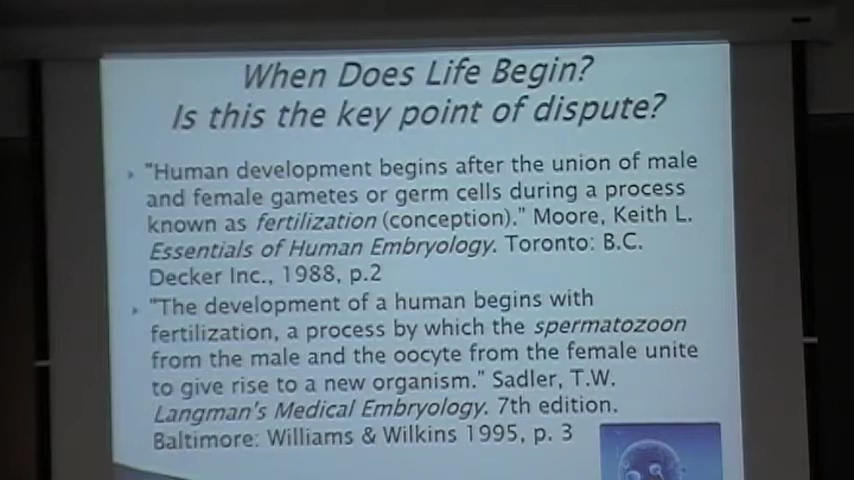 When Does Life Begin?
Is this the key point of dispute?
"Human development begins after the union of male
and female gametes or germ cells during a process
known as fertilization (conception)." Moore, Keith L.
Essentials of Human Embryology. Toronto: B.C.
Decker Inc., 1988, p.2
"The development of a human begins with
fertilization, a process by which the spermatozoon
from the male and the oocyte from the female unite
to give rise to a new organism." Sadler, T.W.
Langman's Medical Embryology. 7th edition.
Baltimore: Williams & Wilkins 1995, p. 3